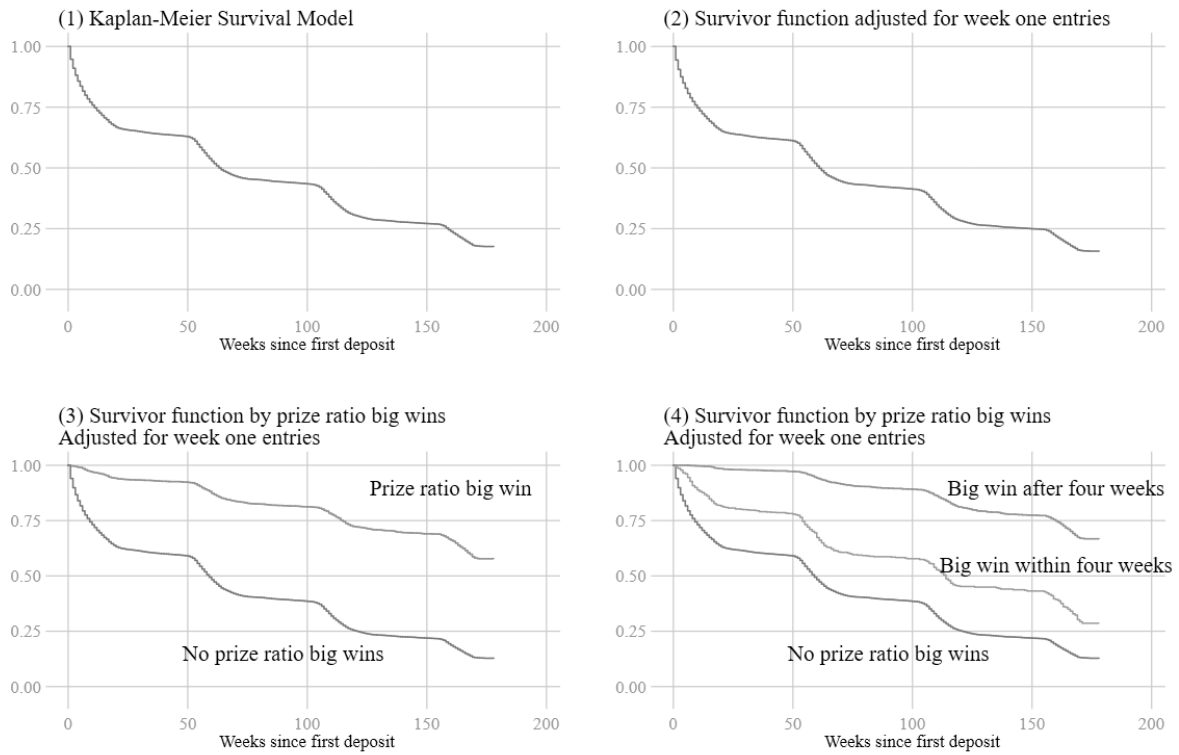 (1) Kaplan-Meier Survival Model
1.00
0.75
0.50
0.25
0.00
0
50
100
150
200
Weeks since first deposit
(2) Survivor function adjusted for week one entries
1.00
0.75
0.50
0.25
0.00
0
50
100
150
200
Weeks since first deposit
(3) Survivor function by prize ratio big wins
Adjusted for week one entries
1.00
0.75
0.50
0.25
0.00
Prize ratio big win
No prize ratio big wins
0
50
100
150
200
Weeks since first deposit
(4) Survivor function by prize ratio big wins
Adjusted for week one entries
1.00
0.75
0.50
0.25
0.00
Big win after four weeks
Big win within four weeks
No prize ratio big wins
0
50
100
150
200
Weeks since first deposit